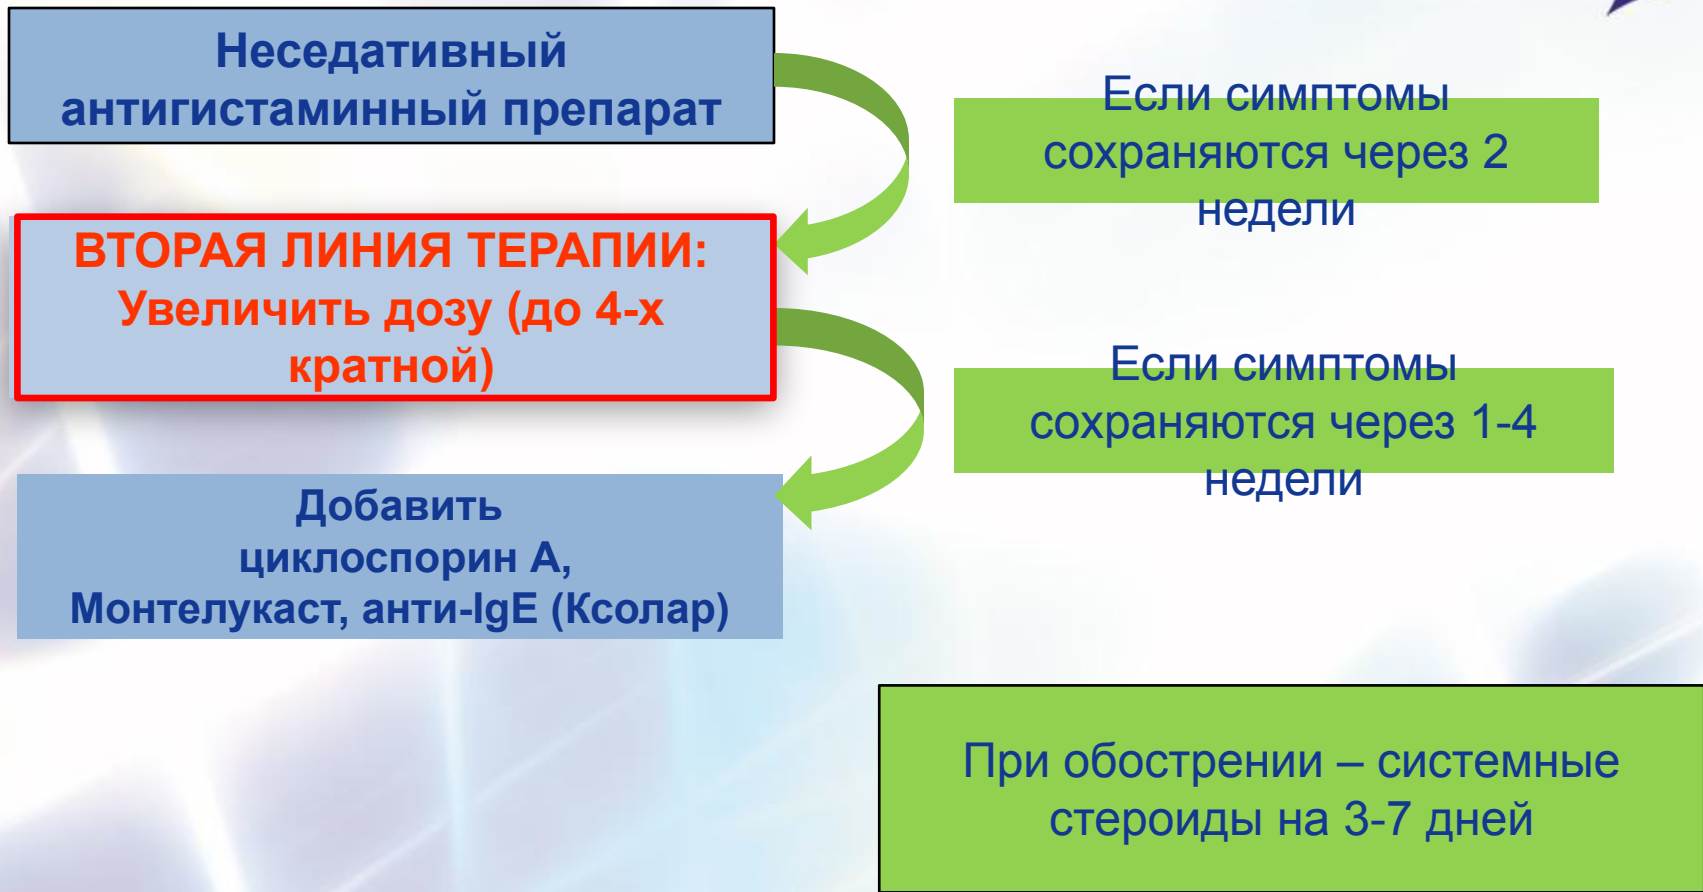 Неседативный
антигистаминный препарат
Если симптомы
сохраняются через 2
недели
ВТОРАЯ ЛИНИЯ ТЕРАПИИ:
Увеличить дозу (до 4-х
кратной)
Если симптомы
сохраняются через 1-4
недели
Добавить
циклоспорин А,
Монтелукаст, анти-IgE (Ксолар)
При обострении – системные
стероиды на 3-7 дней